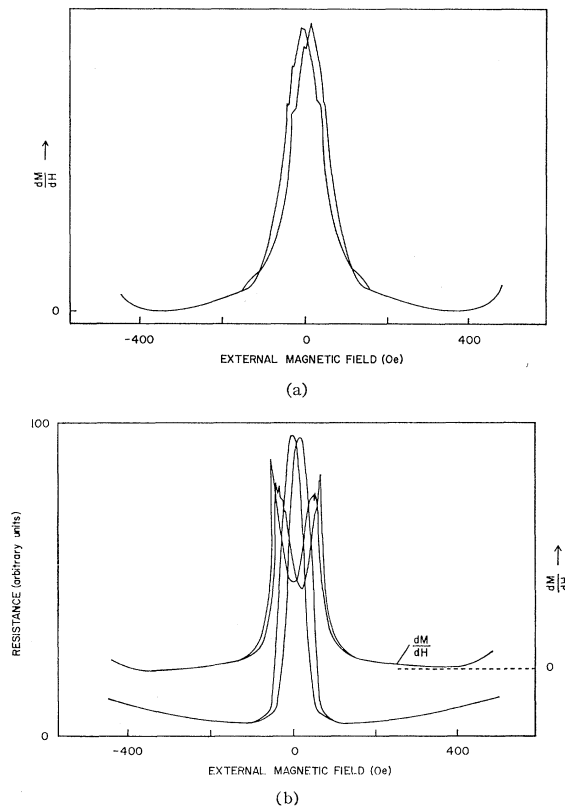 dM
dH
0
-400 0 400
EXTERNAL MAGNETIC FIELD (Oe)
(a)
100
RESISTANCE (arbitrary units)
dM
dH
dM
dH
0
0
-400 0 400
EXTERNAL MAGNETIC FIELD (Oe)
(b)